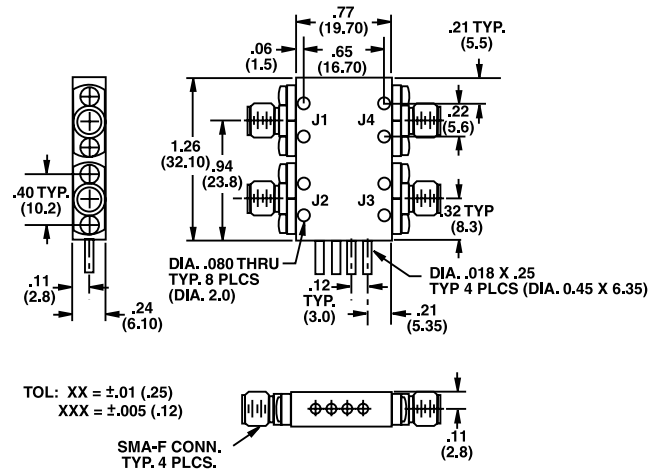 .77
(19.70)
.21 TYP.
(5.5)
.06
(1.5)
.65
(16.70)
J1
J4
.22
(5.6)
1.26
(32.10)
.94
(23.8)
.40 TYP.
(10.2)
J2
J3
.32 TYP
(8.3)
DIA. .080 THRU
TYP. 8 PLCS
(DIA. 2.0)
DIA. .018 X .25
TYP 4 PLCS (DIA. 0.45 X 6.35)
.12
TYP.
(3.0)
.11
(2.8)
.24
(6.10)
.21
(5.35)
TOL: XX = ±.01 (.25)
XXX = ±.005 (.12)
SMA-F CONN.
TYP. 4 PLCS.
.11
(2.8)